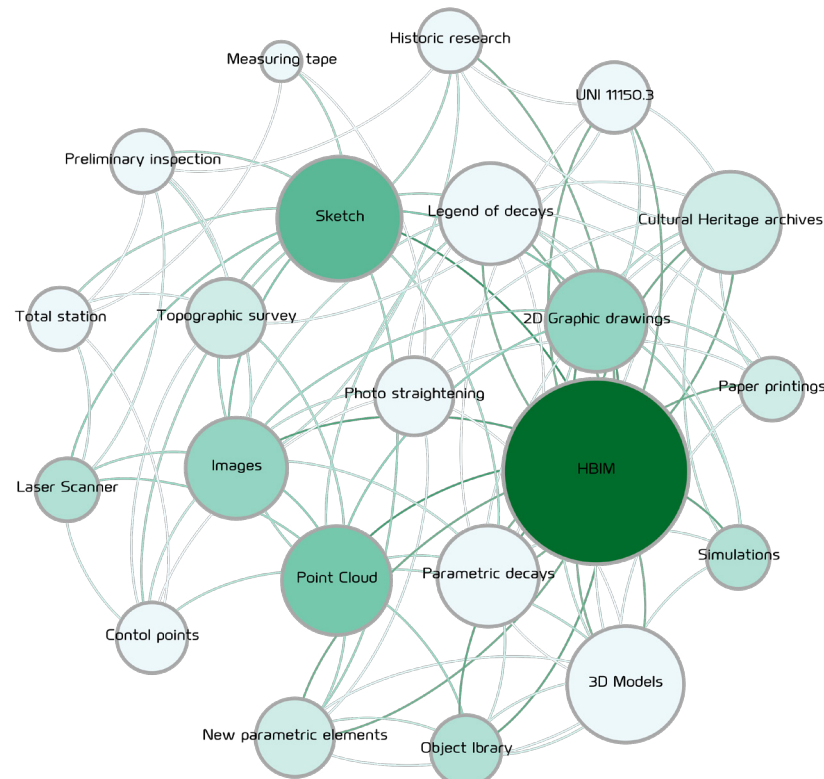 Historic research
Measuring tape
UNI 11150.3
Preliminary inspection
Sketch
Legend of decays
Cultural Heritage archives
Total station
Topographic survey
2D Graphic drawings
Photo straightening
Paper printings
Images
HBIM
Laser Scanner
Simulations
Point Cloud
Parametric decays
Contol points
3D Models
New parametric elements
Object lbrary